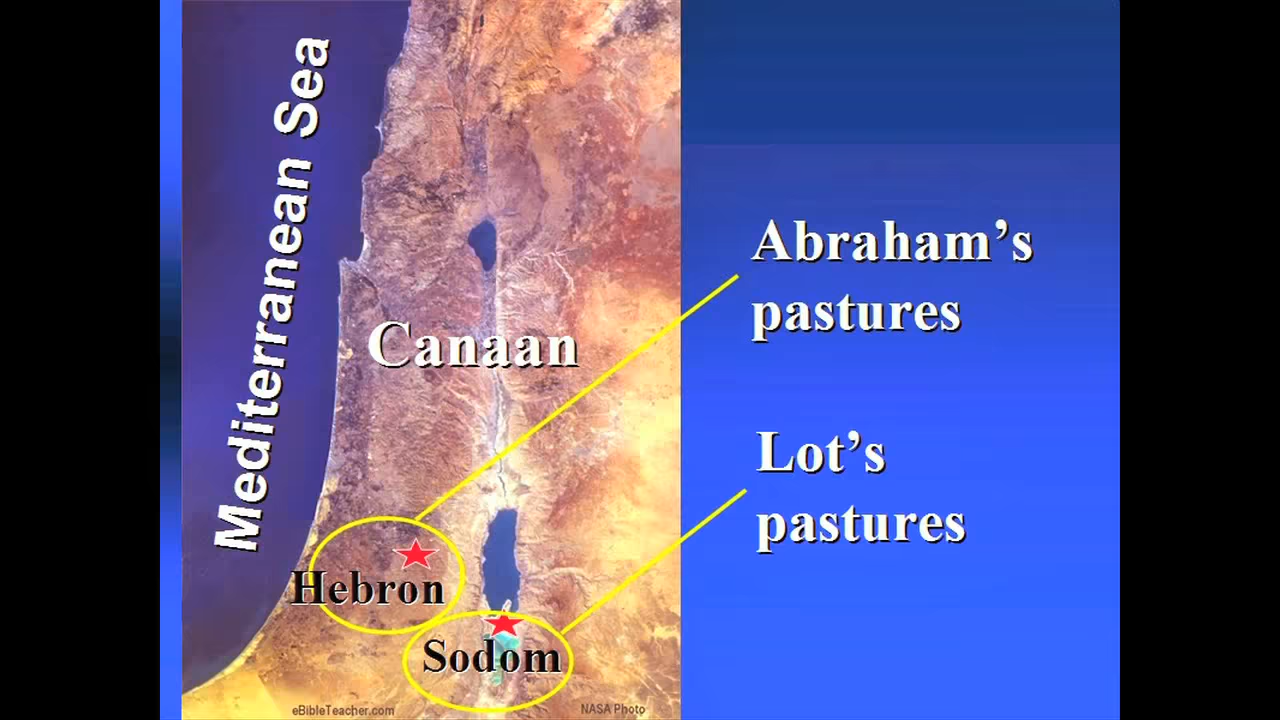 Mediterranean Sea
Abraham’s
pastures
Canaan
Lot’s
pastures
Hebron
Sodom
eBibleTeacher.com
NASA Photo